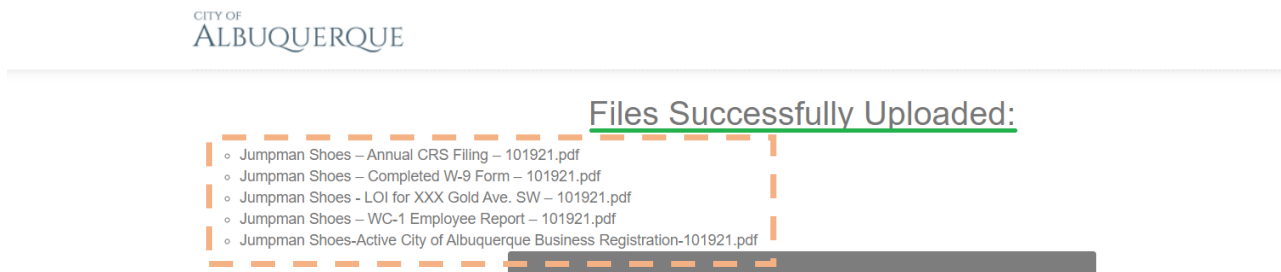 CITY OF
ALBUQUERQUE
Files Successfully Uploaded:
Jumpman Shoes – Annual CRS Filing – 101921.pdf
Jumpman Shoes – Completed W-9 Form – 101921.pdf
Jumpman Shoes - LOI for XXX Gold Ave. SW – 101921.pdf
Jumpman Shoes – WC-1 Employee Report – 101921.pdf
Jumpman Shoes-Active City of Albuquerque Business Registration-101921.pdf